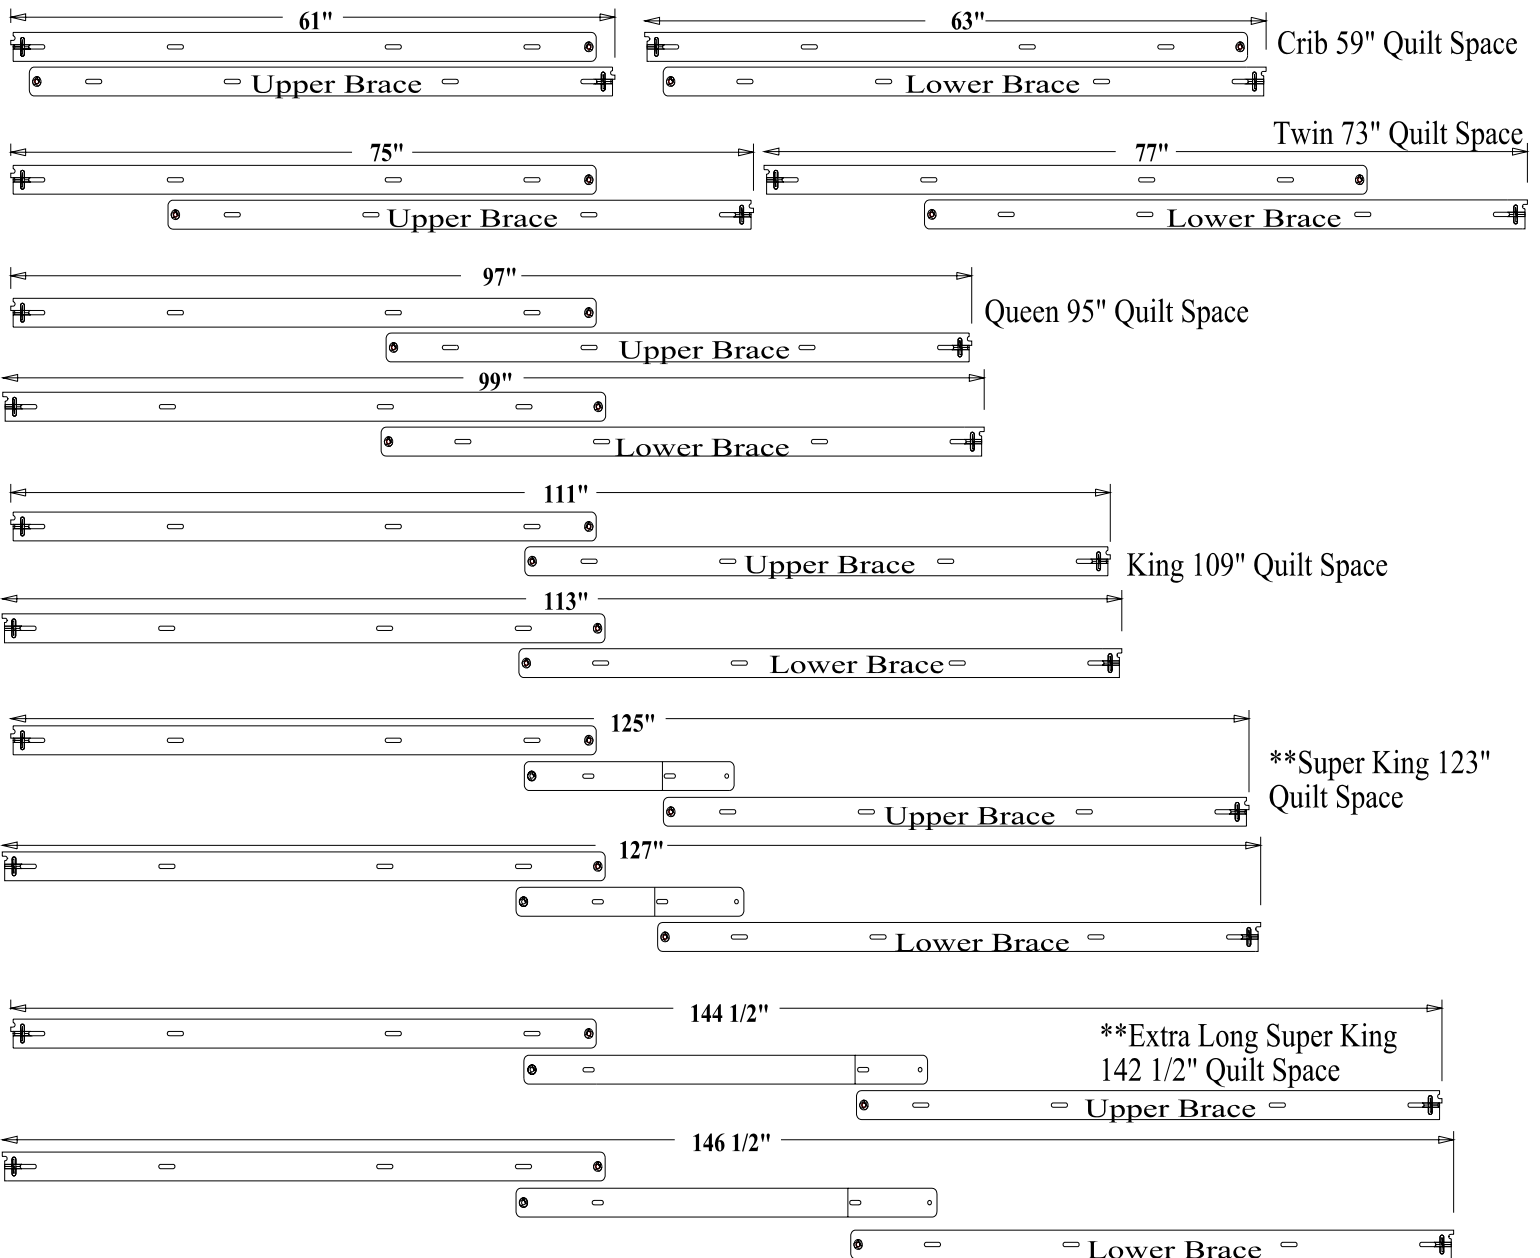 61"
63"
Crib 59" Quilt Space
Upper Brace
Lower Brace
Twin 73" Quilt Space
75"
77"
Upper Brace
Lower Brace
97"
Queen 95" Quilt Space
Upper Brace
99"
Lower Brace
111"
Upper Brace
King 109" Quilt Space
113"
Lower Brace
125"
**Super King 123"
Quilt Space
Upper Brace
127"
Lower Brace
144 1/2"
**Extra Long Super King
142 1/2" Quilt Space
Upper Brace
146 1/2"
Lower Brace